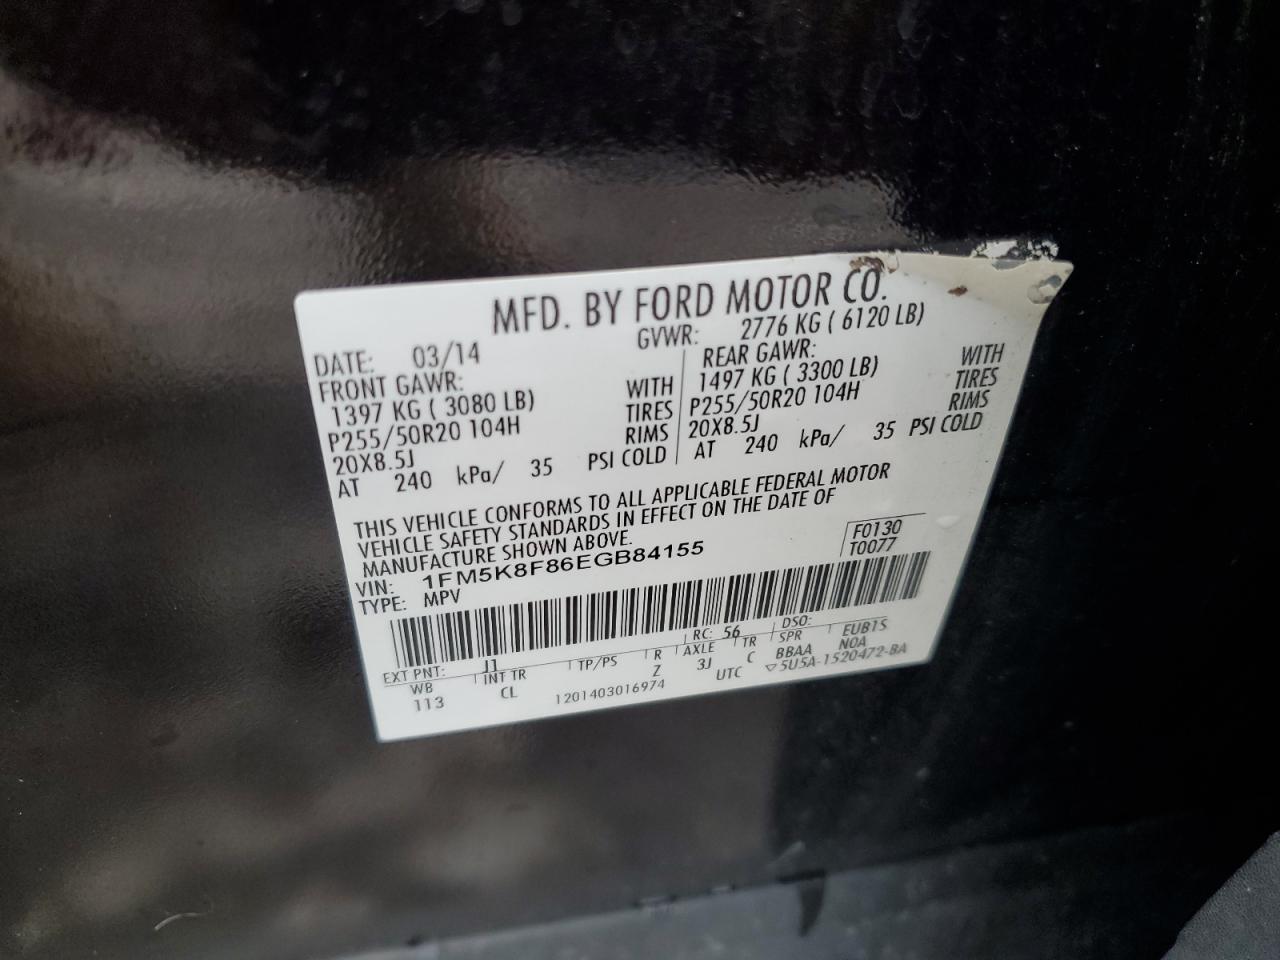 MFD. BY FORD MOTOR CO.
DATE: 03/14 GVWR: 2776 KG ( 6120 LB)
FRONT GAWR: REAR GAWR:
1397 KG ( 3080 LB) WITH 1497 KG ( 3300 LB) WITH
P255/50R20 104H TIRES P255/50R20 104H TIRES
20X8.5J RIMS 20X8.5J RIMS
AT 240 kPa/ 35 PSI COLD AT 240 kPa/ 35 PSI COLD
THIS VEHICLE CONFORMS TO ALL APPLICABLE FEDERAL MOTOR
VEHICLE SAFETY STANDARDS IN EFFECT ON THE DATE OF
MANUFACTURE SHOWN ABOVE.
F0130
T0077
VIN: 1FM5K8F86EGB84155
TYPE: MPV
EXT PNT: J1 RC: 56 DSO:
WB INT TR TP/PS R AXLE TR SPR EUB1S
113 CL Z 3J C BBAA NOA
1201403016974 UTC ▽5U5A-1520472-BA